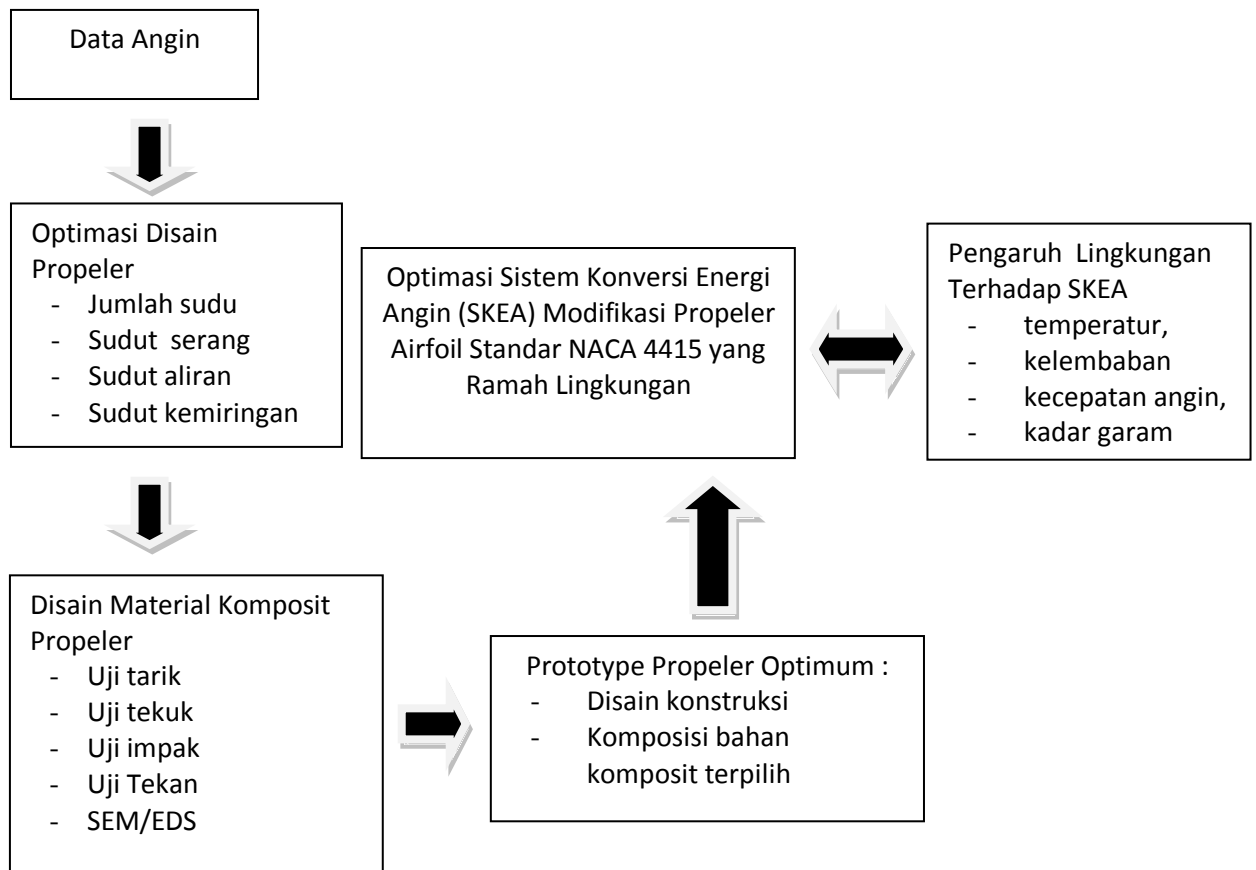 Data Angin
Optimasi Disain
Propeler
- Jumlah sudu
- Sudut serang
- Sudut aliran
- Sudut kemiringan
Optimasi Sistem Konversi Energi
Angin (SKEA) Modifikasi Propeler
Airfoil Standar NACA 4415 yang
Ramah Lingkungan
Pengaruh Lingkungan
Terhadap SKEA
- temperatur,
- kelembaban
- kecepatan angin,
- kadar garam
Disain Material Komposit
Propeler
- Uji tarik
- Uji tekuk
- Uji impak
- Uji Tekan
- SEM/EDS
Prototype Propeler Optimum :
- Disain konstruksi
- Komposisi bahan
komposit terpilih